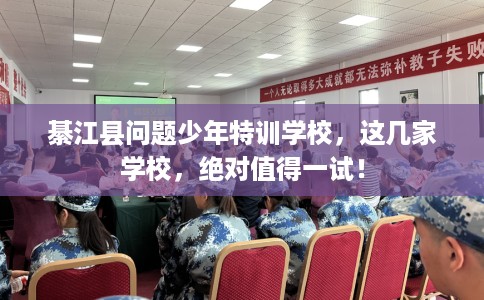 一个人无论取得多大成就都无法弥补教子失败
綦江县问题少年特训学校，这几家
学校，绝对值得一试！